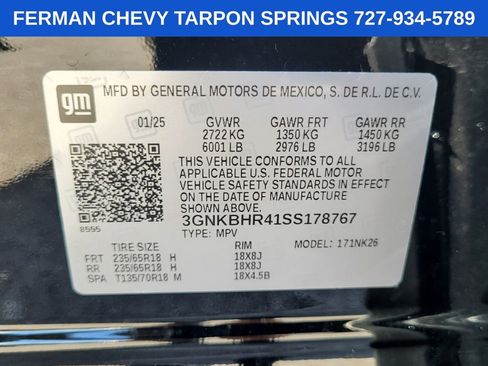 FERMAN CHEVY TARPON SPRINGS 727-934-5789
gm
MFD BY GENERAL MOTORS DE MEXICO, S. DE R.L. DE C.V.
01/25 GVWR GAWR FRT GAWR RR
2722 KG 1350 KG 1450 KG
6001 LB 2976 LB 3196 LB
THIS VEHICLE CONFORMS TO ALL
APPLICABLE U.S. FEDERAL MOTOR
VEHICLE SAFETY STANDARDS IN EFFECT
ON THE DATE OF MANUFACTURE
SHOWN ABOVE.
3GNKBHR41SS178767
8595
TYPE: MPV
TIRE SIZE RIM MODEL: 171NK26
FRT 235/65R18 H 18X8J
RR 235/65R18 H 18X8J
SPA T135/70R18 M 18X4.5B